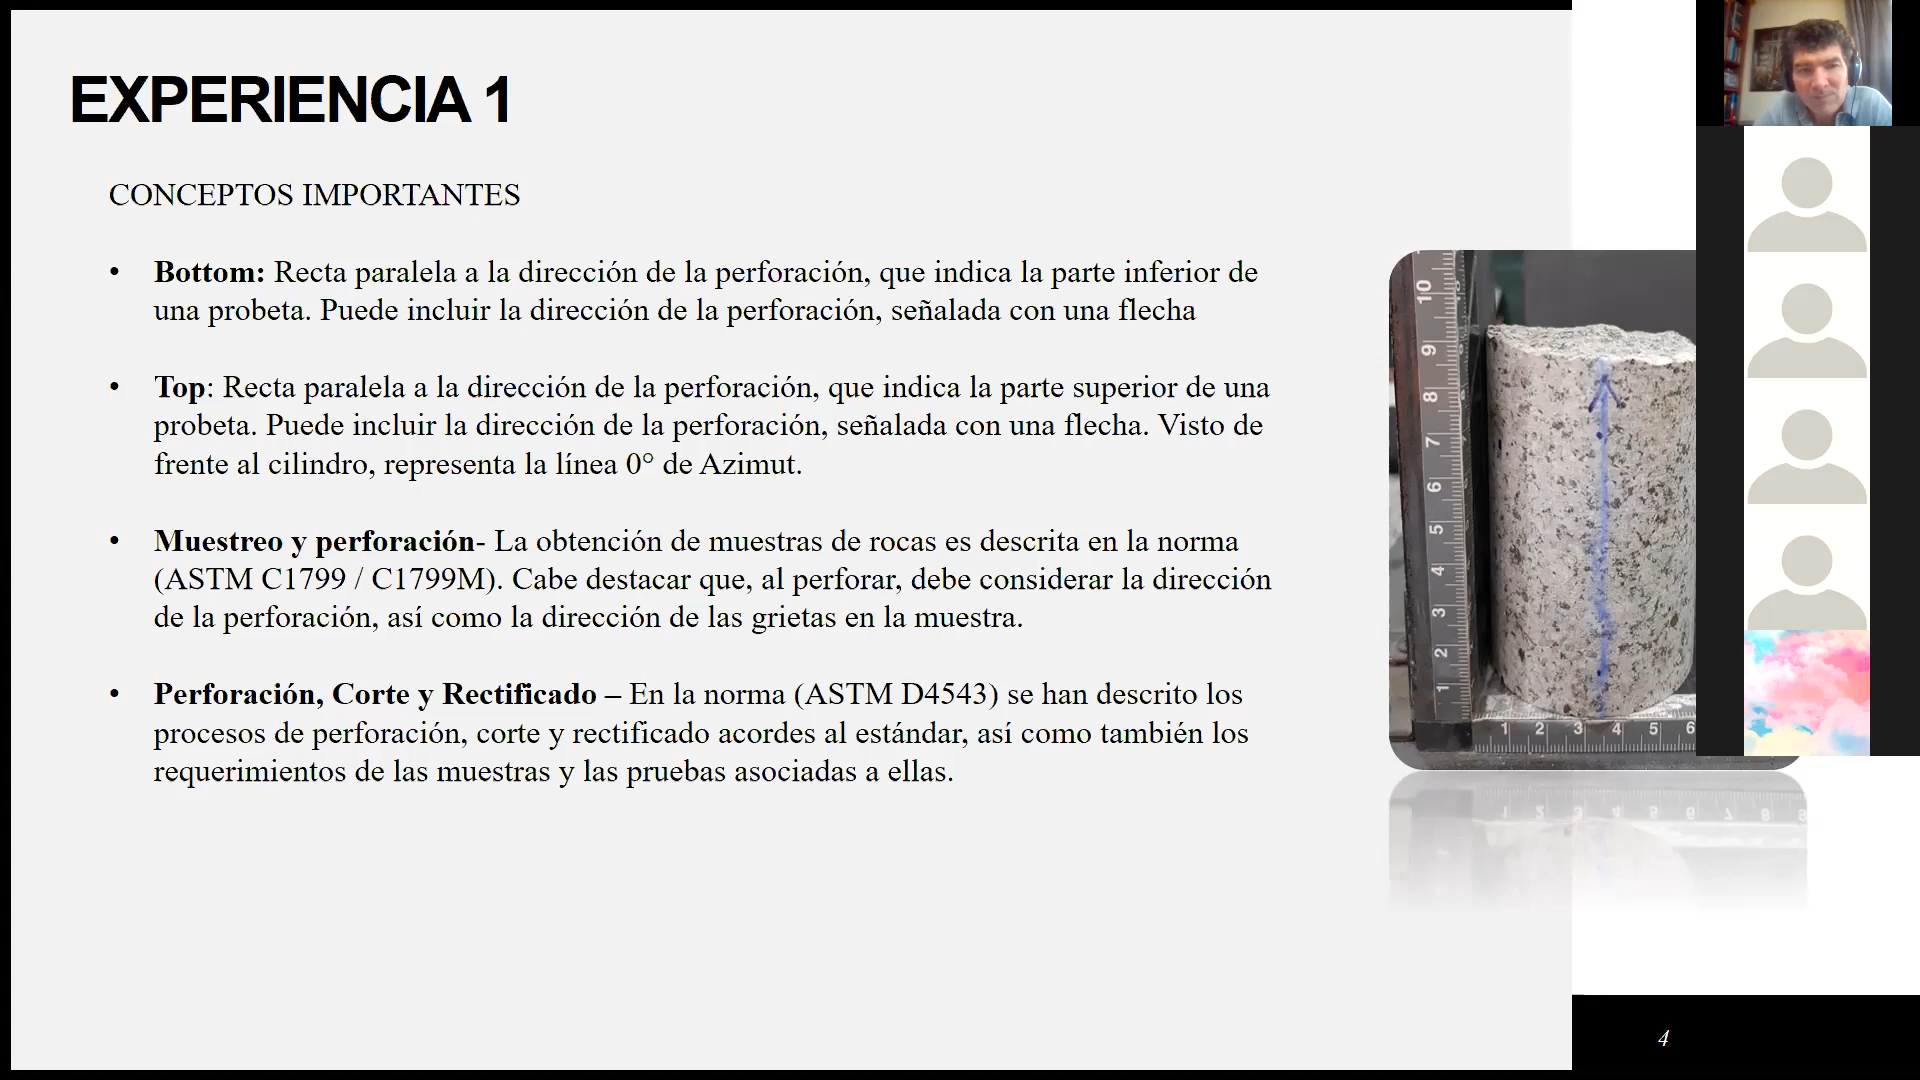 EXPERIENCIA 1
CONCEPTOS IMPORTANTES
• Bottom: Recta paralela a la dirección de la perforación, que indica la parte inferior de
una probeta. Puede incluir la dirección de la perforación, señalada con una flecha
• Top: Recta paralela a la dirección de la perforación, que indica la parte superior de una
probeta. Puede incluir la dirección de la perforación, señalada con una flecha. Visto de
frente al cilindro, representa la línea 0° de Azimut.
• Muestreo y perforación- La obtención de muestras de rocas es descrita en la norma
(ASTM C1799 / C1799M). Cabe destacar que, al perforar, debe considerar la dirección
de la perforación, así como la dirección de las grietas en la muestra.
• Perforación, Corte y Rectificado – En la norma (ASTM D4543) se han descrito los
procesos de perforación, corte y rectificado acordes al estándar, así como también los
requerimientos de las muestras y las pruebas asociadas a ellas.
10
9
8
7
6
5
4
3
2
1
1 2 3 4 5 6
4